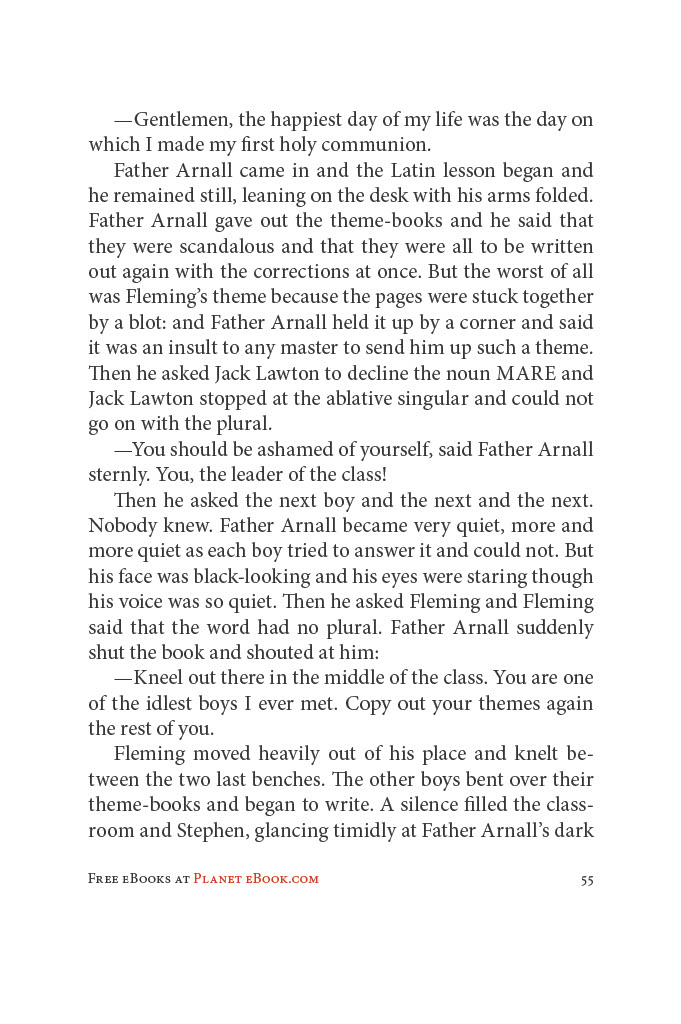 —Gentlemen, the happiest day of my life was the day on
which I made my first holy communion.
Father Arnall came in and the Latin lesson began and
he remained still, leaning on the desk with his arms folded.
Father Arnall gave out the theme-books and he said that
they were scandalous and that they were all to be written
out again with the corrections at once. But the worst of all
was Fleming’s theme because the pages were stuck together
by a blot: and Father Arnall held it up by a corner and said
it was an insult to any master to send him up such a theme.
Then he asked Jack Lawton to decline the noun MARE and
Jack Lawton stopped at the ablative singular and could not
go on with the plural.
—You should be ashamed of yourself, said Father Arnall
sternly. You, the leader of the class!
Then he asked the next boy and the next and the next.
Nobody knew. Father Arnall became very quiet, more and
more quiet as each boy tried to answer it and could not. But
his face was black-looking and his eyes were staring though
his voice was so quiet. Then he asked Fleming and Fleming
said that the word had no plural. Father Arnall suddenly
shut the book and shouted at him:
—Kneel out there in the middle of the class. You are one
of the idlest boys I ever met. Copy out your themes again
the rest of you.
Fleming moved heavily out of his place and knelt be-
tween the two last benches. The other boys bent over their
theme-books and began to write. A silence filled the class-
room and Stephen, glancing timidly at Father Arnall’s dark
Free eBooks at Planet eBook.com 55